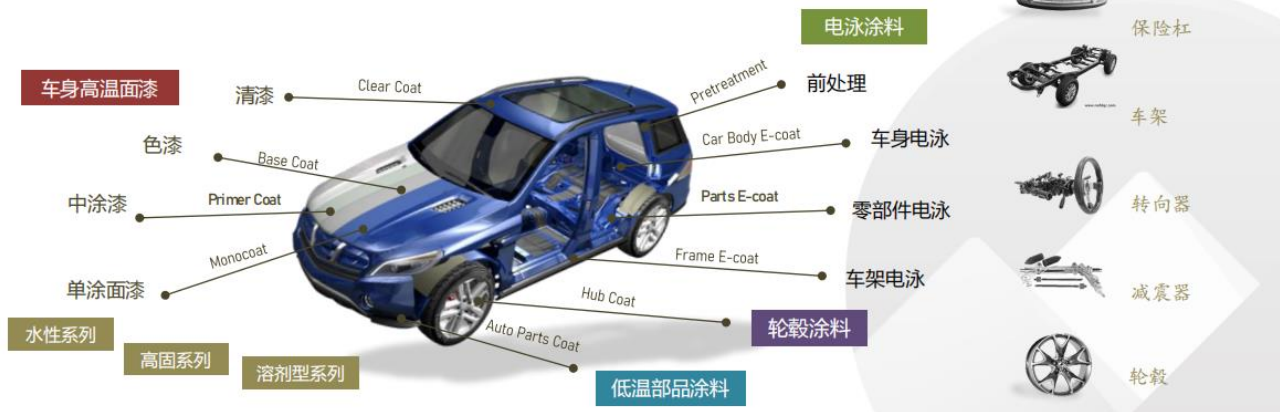 电泳涂料
保险杠
车身高温面漆
清漆
Clear Coat
Pretreatment
前处理
车架
色漆
Base Coat
Car Body E-coat
车身电泳
中涂漆
Primer Coat
Parts E-coat
零部件电泳
转向器
单涂面漆
Monocoat
Frame E-coat
车架电泳
减震器
Hub Coat
水性系列
高固系列
溶剂型系列
Auto Parts Coat
轮毂涂料
低温部品涂料
轮毂